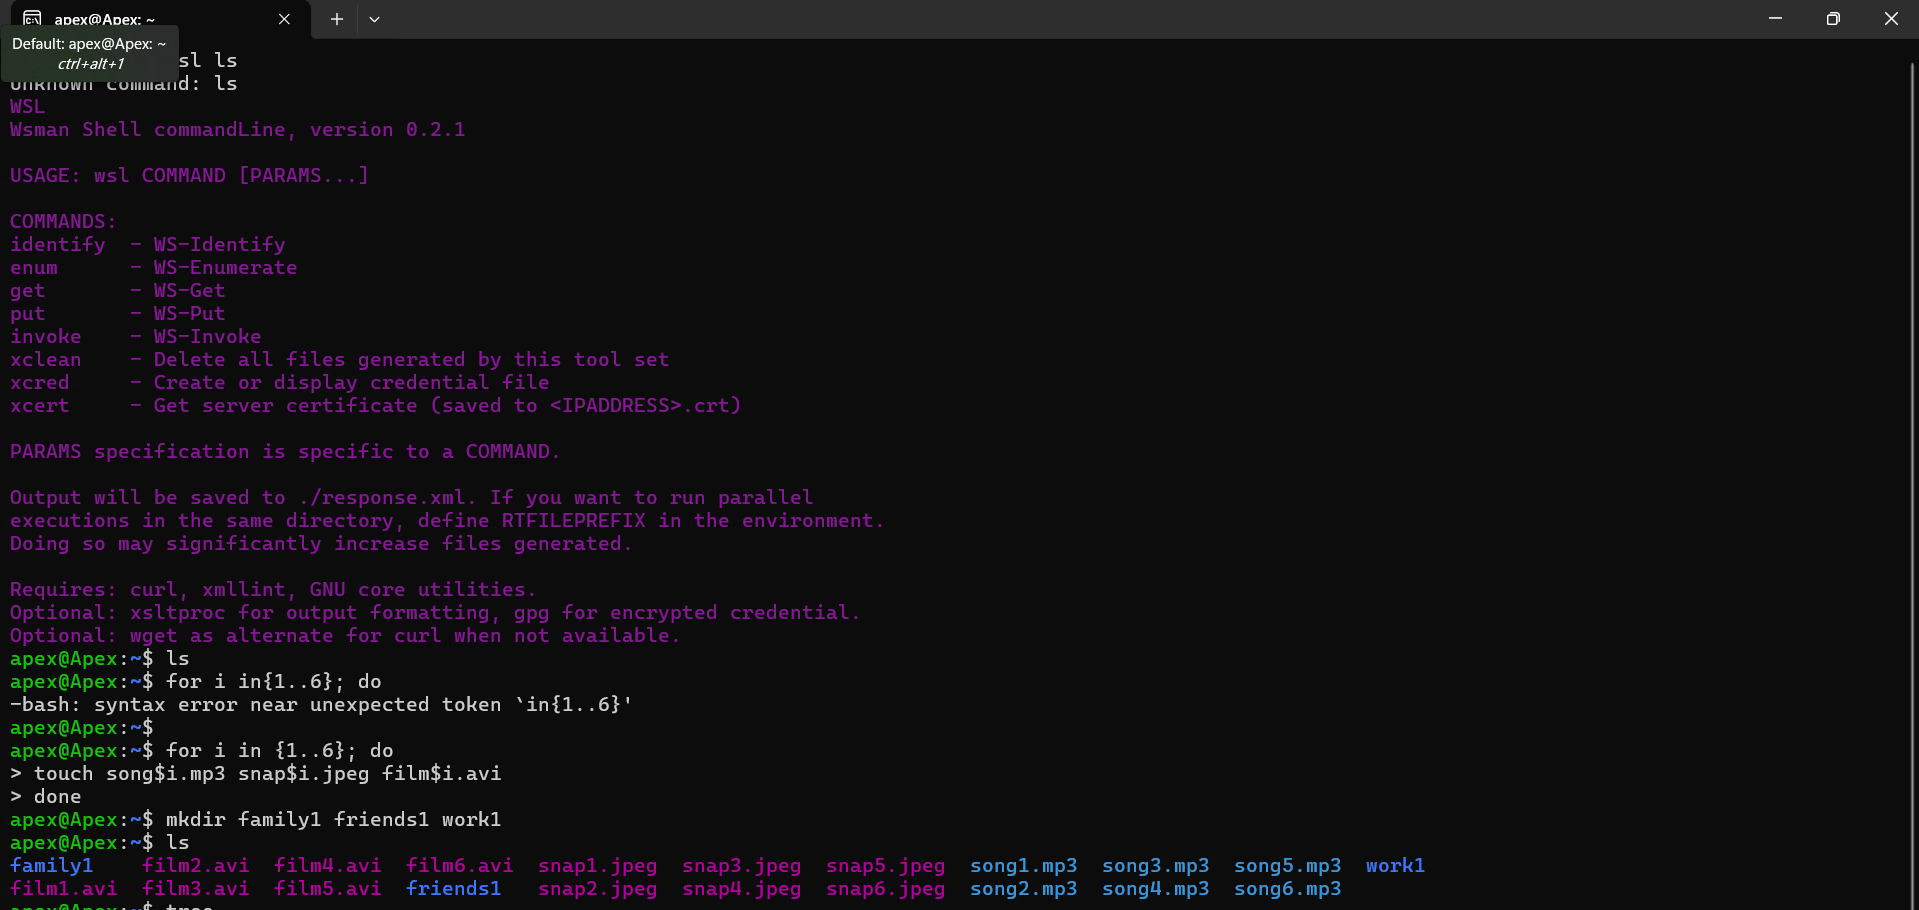 apex@Apex: ~
Default: apex@Apex: ~
ctrl+alt+1
sl ls
Unknown command: ls
WSL
Wsman Shell commandLine, version 0.2.1
USAGE: wsl COMMAND [PARAMS...]
COMMANDS:
identify  - WS-Identify
enum      - WS-Enumerate
get       - WS-Get
put       - WS-Put
invoke    - WS-Invoke
xclean    - Delete all files generated by this tool set
xcred     - Create or display credential file
xcert     - Get server certificate (saved to <IPADDRESS>.crt)
PARAMS specification is specific to a COMMAND.
Output will be saved to ./response.xml. If you want to run parallel
executions in the same directory, define RTFILEPREFIX in the environment.
Doing so may significantly increase files generated.
Requires: curl, xmllint, GNU core utilities.
Optional: xsltproc for output formatting, gpg for encrypted credential.
Optional: wget as alternate for curl when not available.
apex@Apex:~$ ls
apex@Apex:~$ for i in{1..6}; do
-bash: syntax error near unexpected token `in{1..6}'
apex@Apex:~$
apex@Apex:~$ for i in {1..6}; do
> touch song$i.mp3 snap$i.jpeg film$i.avi
> done
apex@Apex:~$ mkdir family1 friends1 work1
apex@Apex:~$ ls
family1    film2.avi  film4.avi  film6.avi  snap1.jpeg  snap3.jpeg  snap5.jpeg  song1.mp3  song3.mp3  song5.mp3  work1
film1.avi  film3.avi  film5.avi  friends1   snap2.jpeg  snap4.jpeg  snap6.jpeg  song2.mp3  song4.mp3  song6.mp3
apex@Apex:~$ tree